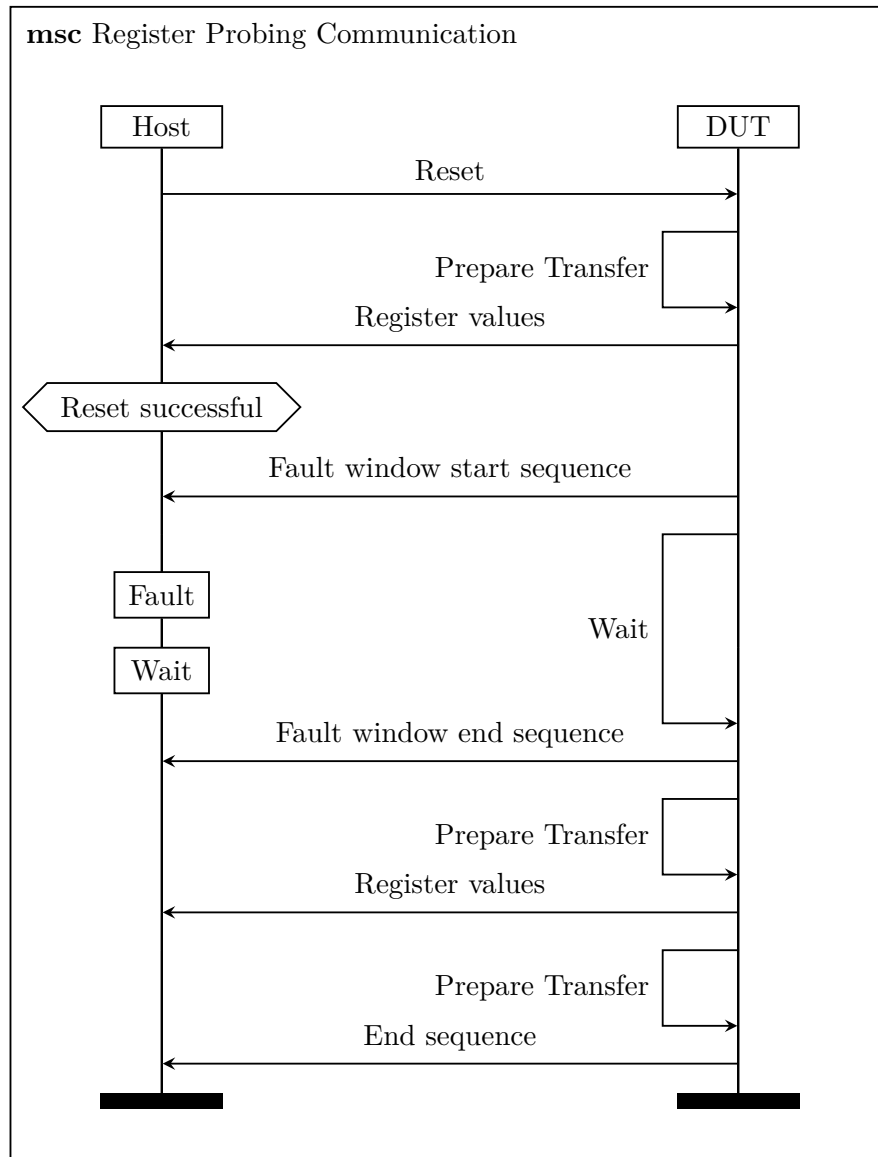 msc Register Probing Communication
Host
DUT
Reset
Prepare Transfer
Register values
Reset successful
Fault window start sequence
Fault
Wait
Wait
Fault window end sequence
Prepare Transfer
Register values
Prepare Transfer
End sequence